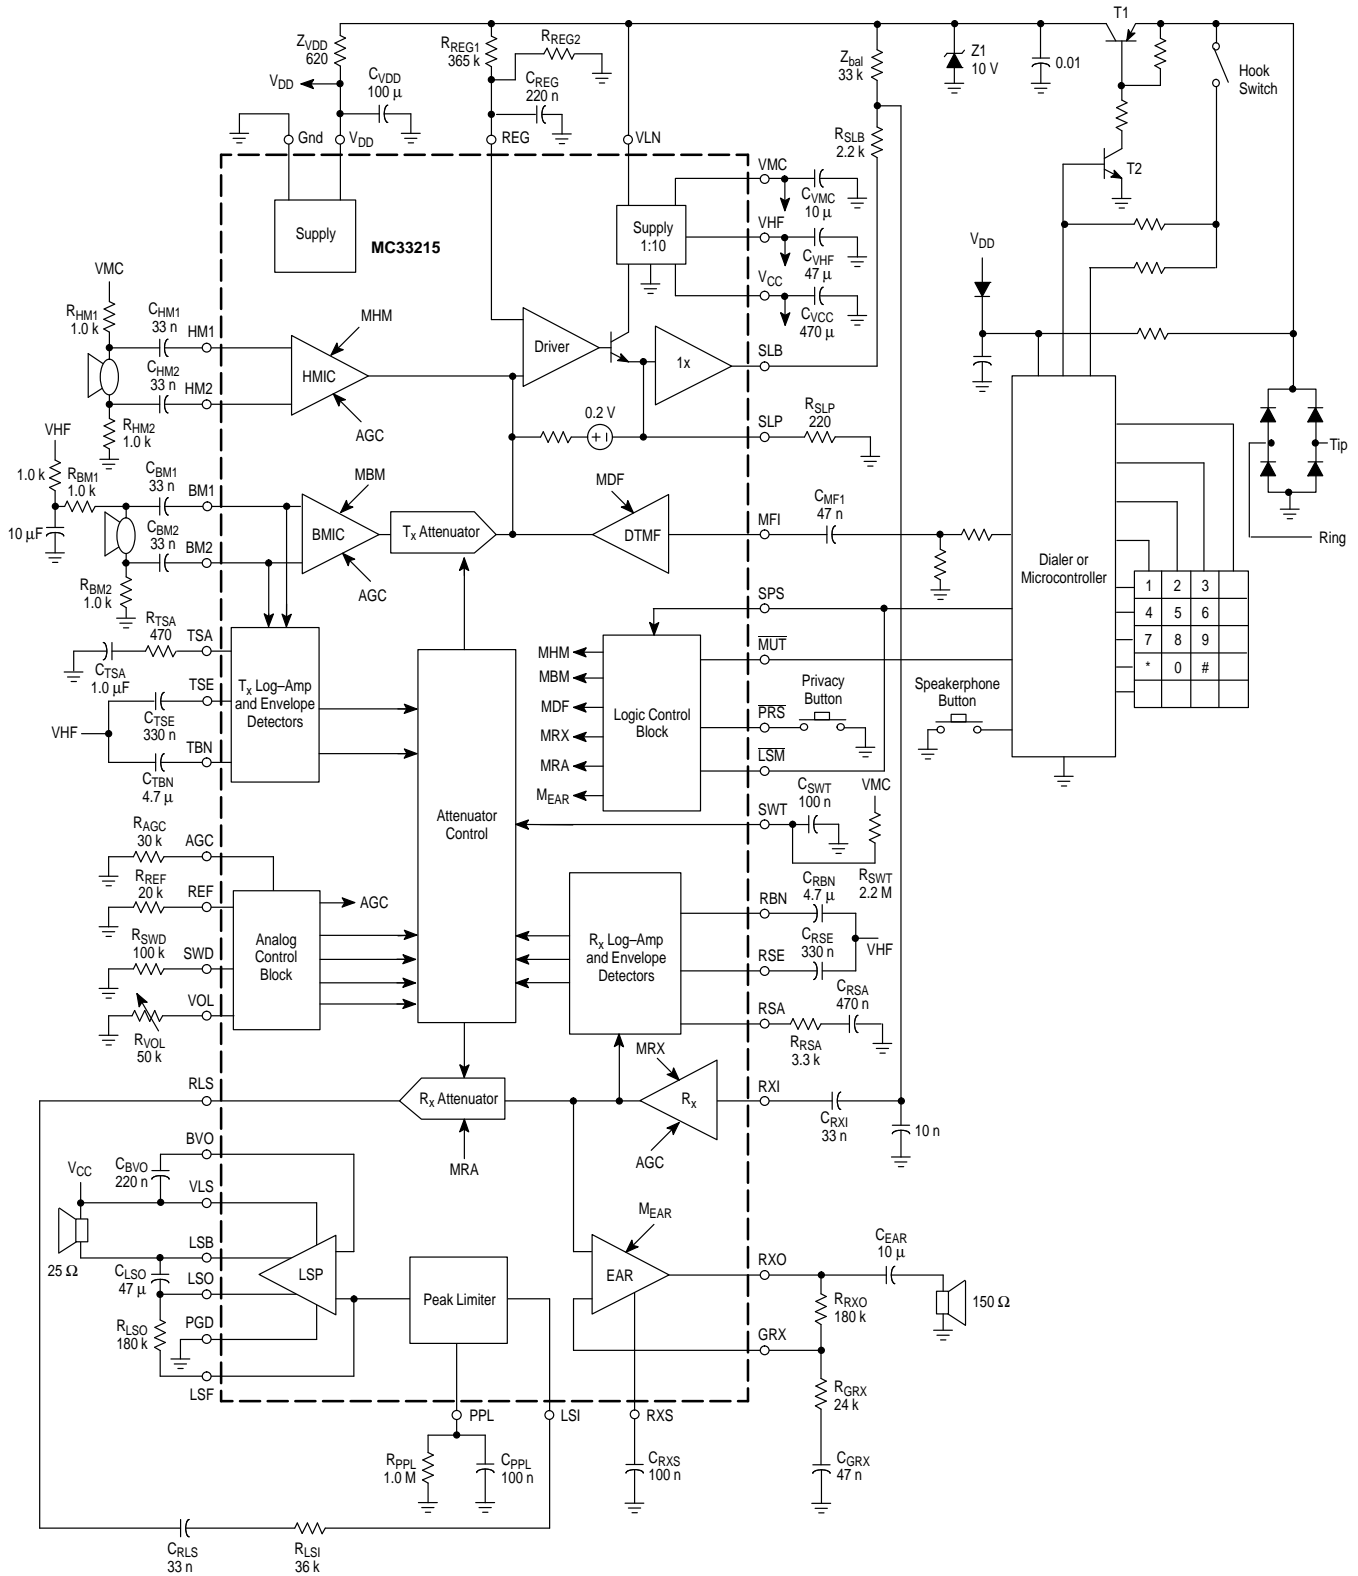 T1
Z_VDD
620
R_REG1
365 k
R_REG2
Z_bal
33 k
Z1
10 V
0.01
Hook
Switch
V_DD
C_VDD
100 µ
C_REG
220 n
Gnd
V_DD
REG
VLN
R_SLB
2.2 k
T2
VMC
C_VMC
10 µ
Supply
MC33215
Supply
1:10
VHF
C_VHF
47 µ
V_DD
VMC
V_CC
C_VCC
470 µ
R_HM1
1.0 k
C_HM1
33 n
HM1
MHM
Driver
1x
SLB
HMIC
C_HM2
33 n
HM2
AGC
R_HM2
1.0 k
0.2 V
SLP
R_SLP
220
VHF
Tip
1.0 k
R_BM1
1.0 k
C_BM1
33 n
BM1
MBM
MDF
C_MF1
47 n
MFI
10 µF
C_BM2
33 n
BM2
BMIC
T_x Attenuator
DTMF
Ring
R_BM2
1.0 k
AGC
Dialer or
Microcontroller
SPS
1 2 3
4 5 6
7 8 9
* 0 #
R_TSA
470
TSA
C_TSA
1.0 µF
MUT
MHM
MBM
MDF
MRX
MRA
M_EAR
Logic Control
Block
Privacy
Button
PRS
Speakerphone
Button
TSE
C_TSE
330 n
VHF
TBN
C_TBN
4.7 µ
T_x Log–Amp
and Envelope
Detectors
LSM
C_SWT
100 n
VMC
SWT
R_SWT
2.2 M
Attenuator
Control
R_AGC
30 k
AGC
R_REF
20 k
REF
AGC
R_SWD
100 k
SWD
Analog
Control
Block
VOL
R_VOL
50 k
R_x Log–Amp
and Envelope
Detectors
RBN
C_RBN
4.7 µ
VHF
RSE
C_RSE
330 n
RSA
C_RSA
470 n
R_RSA
3.3 k
MRX
RLS
R_x Attenuator
R_x
RXI
C_RXI
33 n
10 n
MRA
AGC
BVO
C_BVO
220 n
V_CC
VLS
25 Ω
LSB
C_LSO
47 µ
LSO
LSP
Peak Limiter
M_EAR
EAR
RXO
C_EAR
10 µ
150 Ω
R_RXO
180 k
PGD
R_LSO
180 k
LSF
GRX
R_GRX
24 k
PPL
LSI
RXS
R_PPL
1.0 M
C_PPL
100 n
C_RXS
100 n
C_GRX
47 n
C_RLS
33 n
R_LSI
36 k